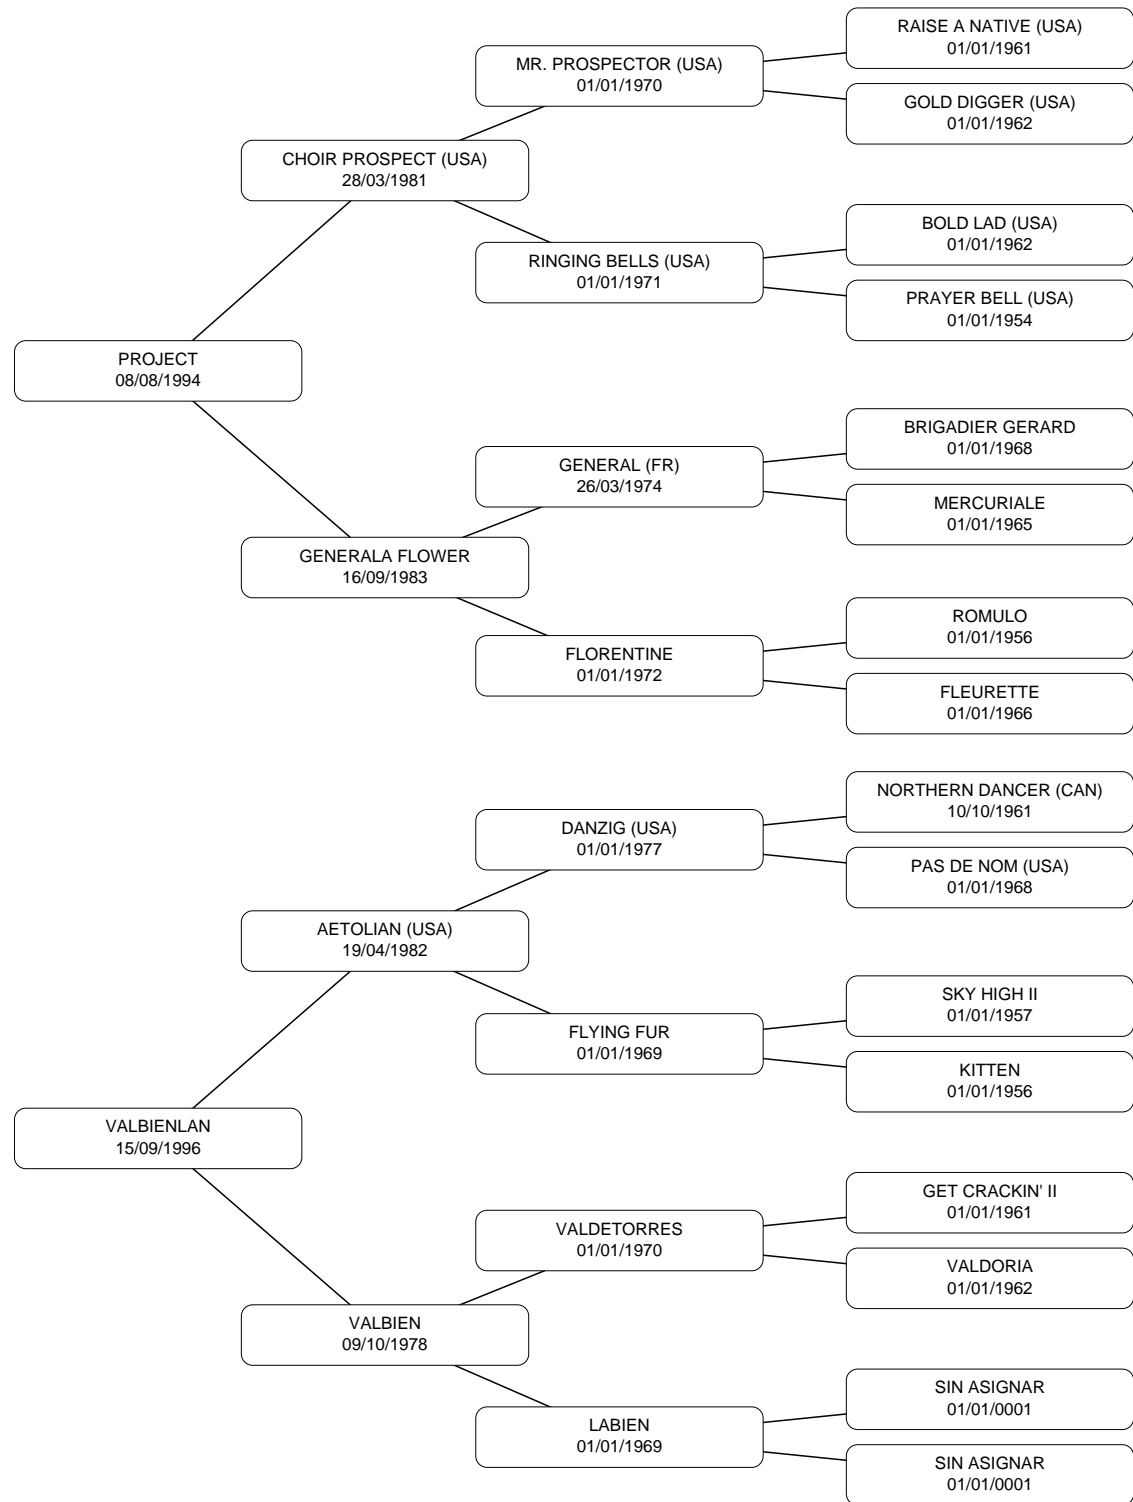 RAISE A NATIVE (USA)
01/01/1961
MR. PROSPECTOR (USA)
01/01/1970
GOLD DIGGER (USA)
01/01/1962
CHOIR PROSPECT (USA)
28/03/1981
BOLD LAD (USA)
01/01/1962
RINGING BELLS (USA)
01/01/1971
PRAYER BELL (USA)
01/01/1954
PROJECT
08/08/1994
BRIGADIER GERARD
01/01/1968
GENERAL (FR)
26/03/1974
MERCURIALE
01/01/1965
GENERALA FLOWER
16/09/1983
ROMULO
01/01/1956
FLORENTINE
01/01/1972
FLEURETTE
01/01/1966
NORTHERN DANCER (CAN)
10/10/1961
DANZIG (USA)
01/01/1977
PAS DE NOM (USA)
01/01/1968
AETOLIAN (USA)
19/04/1982
SKY HIGH II
01/01/1957
FLYING FUR
01/01/1969
KITTEN
01/01/1956
VALBIENLAN
15/09/1996
GET CRACKIN' II
01/01/1961
VALDETORRES
01/01/1970
VALDORIA
01/01/1962
VALBIEN
09/10/1978
SIN ASIGNAR
01/01/0001
LABIEN
01/01/1969
SIN ASIGNAR
01/01/0001